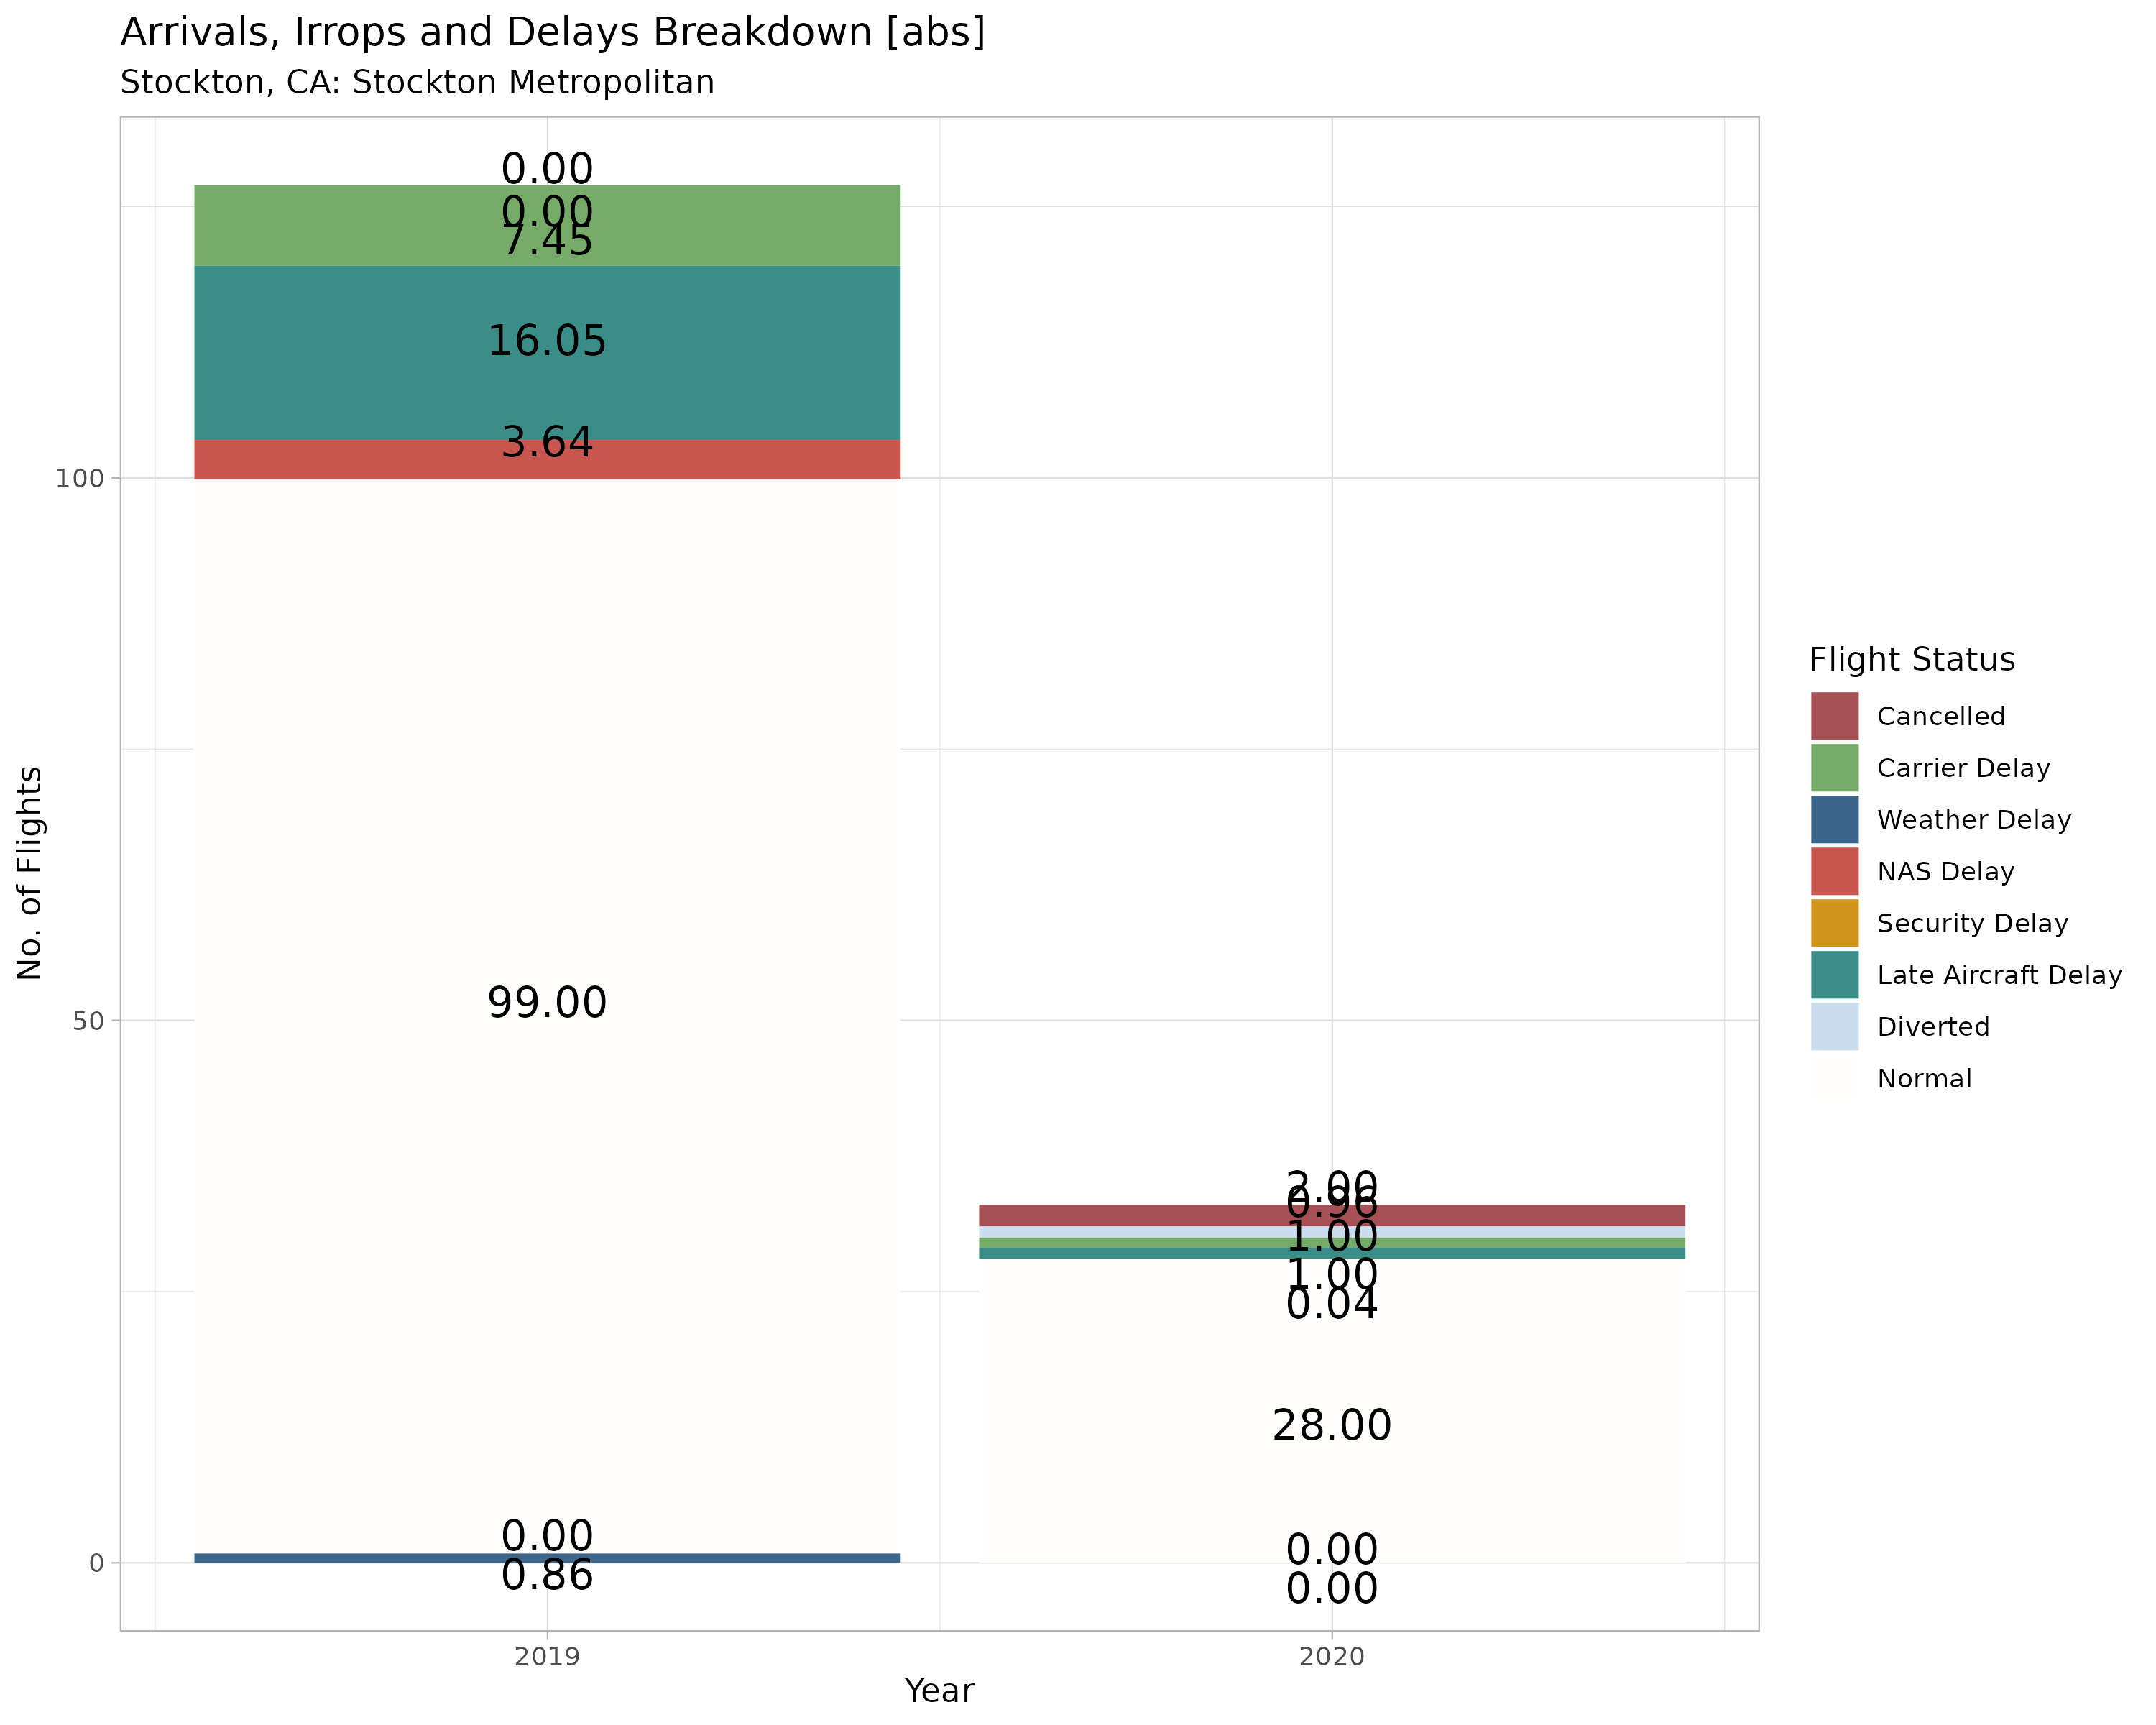 Arrivals, Irrops and Delays Breakdown [abs]
Stockton, CA: Stockton Metropolitan
No. of Flights
100
50
0
0.00
0.00
7.45
16.05
3.64
99.00
0.00
0.86
2.00
0.96
1.00
1.00
0.04
28.00
0.00
0.00
2019
2020
Year
Flight Status
Cancelled
Carrier Delay
Weather Delay
NAS Delay
Security Delay
Late Aircraft Delay
Diverted
Normal